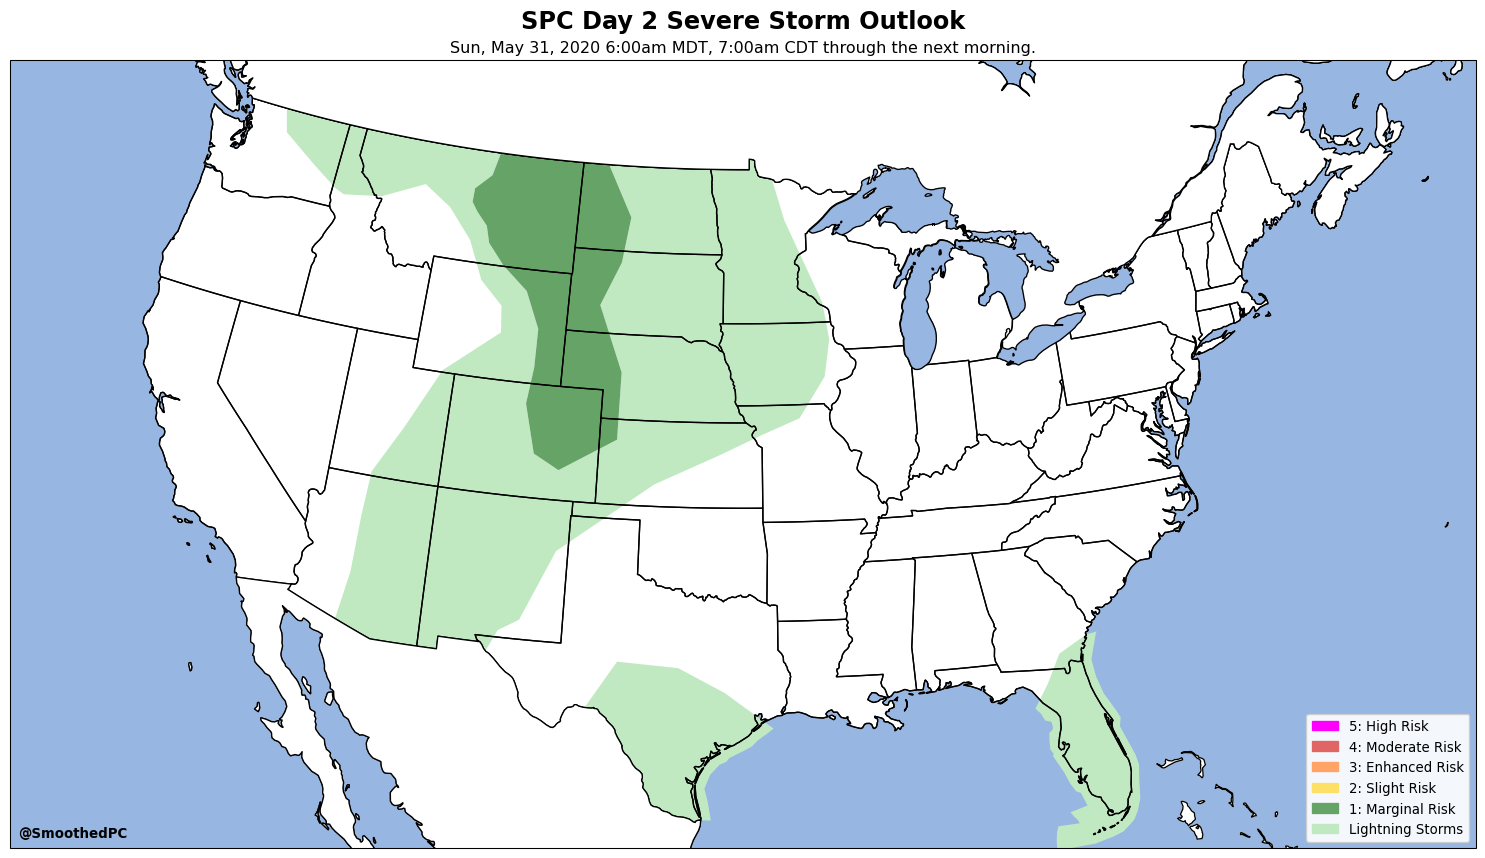 SPC Day 2 Severe Storm Outlook
Sun, May 31, 2020 6:00am MDT, 7:00am CDT through the next morning.
5: High Risk
4: Moderate Risk
3: Enhanced Risk
2: Slight Risk
1: Marginal Risk
Lightning Storms
@SmoothedPC